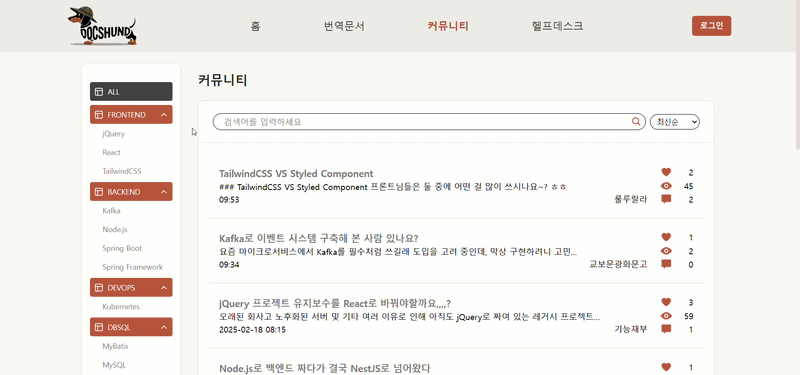 DOCSHUND
홈
번역문서
커뮤니티
헬프데스크
로그인
ALL
FRONTEND
jQuery
React
TailwindCSS
BACKEND
Kafka
Node.js
Spring Boot
Spring Framework
DEVOPS
Kubernetes
DBSQL
MyBatis
MySQL
커뮤니티
검색어를 입력하세요
최신순
TailwindCSS VS Styled Component
2
### TailwindCSS VS Styled Component 프론트님들은 둘 중에 어떤 걸 많이 쓰시나요~? ㅎㅎ
45
09:53
룰루랄라
2
Kafka로 이벤트 시스템 구축해 본 사람 있나요?
1
요즘 마이크로서비스에서 Kafka를 필수처럼 쓰길래 도입을 고려 중인데, 막상 구현하려니 고민...
2
09:34
교보문광화문고
0
jQuery 프로젝트 유지보수를 React로 바꿔야할까요,,,,?
3
오래된 회사고 노후화된 서버 및 기타 여러 이유로 인해 아직도 jQuery로 짜여 있는 레거시 프로젝트...
59
2025-02-18 08:15
기능재부
1
Node.js로 백엔드 짜다가 결국 NestJS로 넘어왔다
1